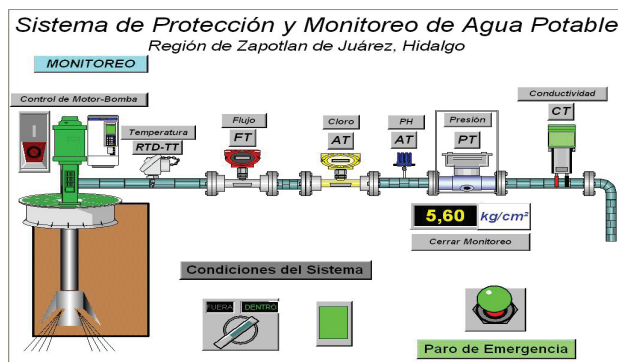 Sistema de Protección y Monitoreo de Agua Potable
Región de Zapotlan de Juárez, Hidalgo
MONITOREO
Control de Motor-Bomba
Temperatura
RTD-TT
Flujo
FT
Cloro
AT
PH
AT
Presión
PT
Conductividad
CT
5,60 kg/cm²
Cerrar Monitoreo
Condiciones del Sistema
FUERA DENTRO
Paro de Emergencia